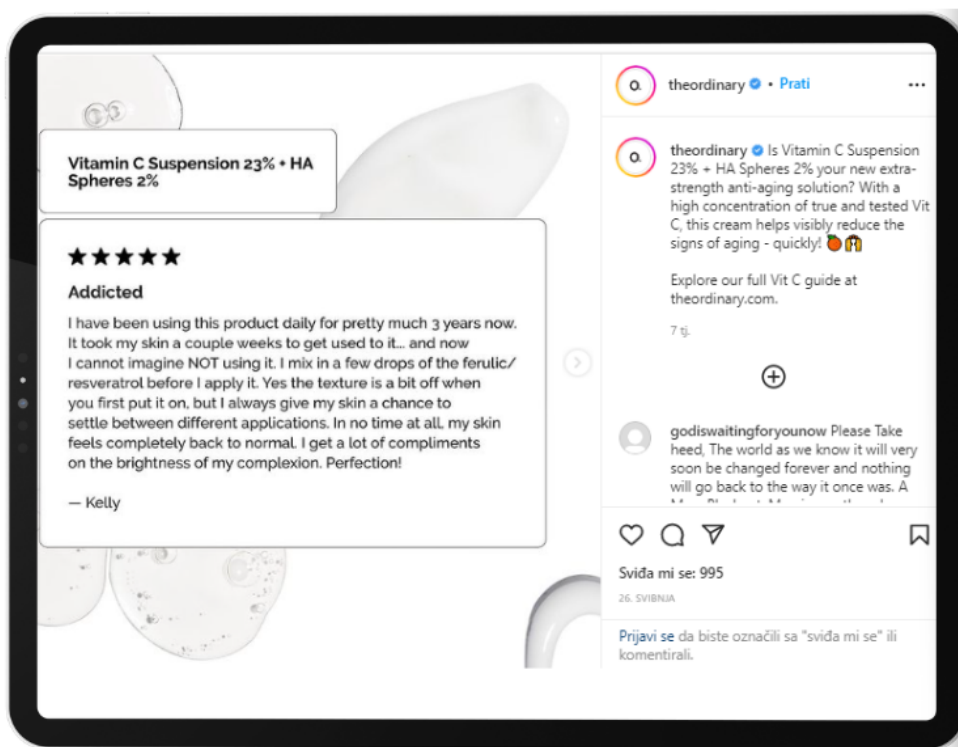 Vitamin C Suspension 23% + HA
Spheres 2%
★★★★★
Addicted
I have been using this product daily for pretty much 3 years now.
It took my skin a couple weeks to get used to it... and now
I cannot imagine NOT using it. I mix in a few drops of the ferulic/
resveratrol before I apply it. Yes the texture is a bit off when
you first put it on, but I always give my skin a chance to
settle between different applications. In no time at all, my skin
feels completely back to normal. I get a lot of compliments
on the brightness of my complexion. Perfection!
— Kelly
O.
theordinary • Prati
O.
theordinary Is Vitamin C Suspension
23% + HA Spheres 2% your new extra-
strength anti-aging solution? With a
high concentration of true and tested Vit
C, this cream helps visibly reduce the
signs of aging - quickly! 🍊🙌
Explore our full Vit C guide at
theordinary.com.
7 tj.
godiswaitingforyounow Please Take
heed, The world as we know it will very
soon be changed forever and nothing
will go back to the way it once was. A
Sviđa mi se: 995
26. SVIBNJA
Prijavi se da biste označili sa "sviđa mi se" ili
komentirali.